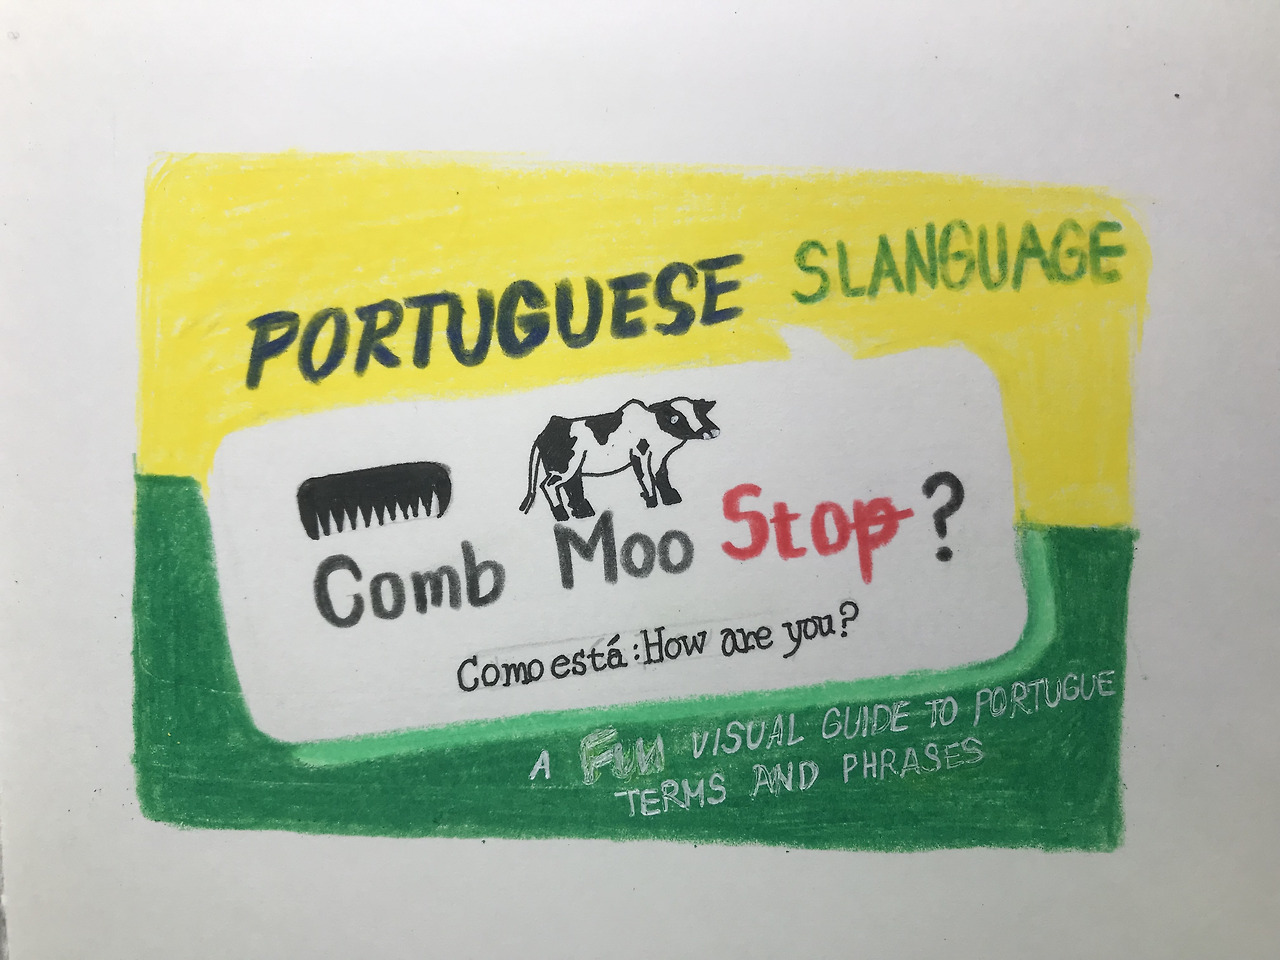 PORTUGUESE SLANGUAGE
Comb Moo Stop?
Como está: How are you?
A Fun VISUAL GUIDE TO PORTUGUE
TERMS AND PHRASES